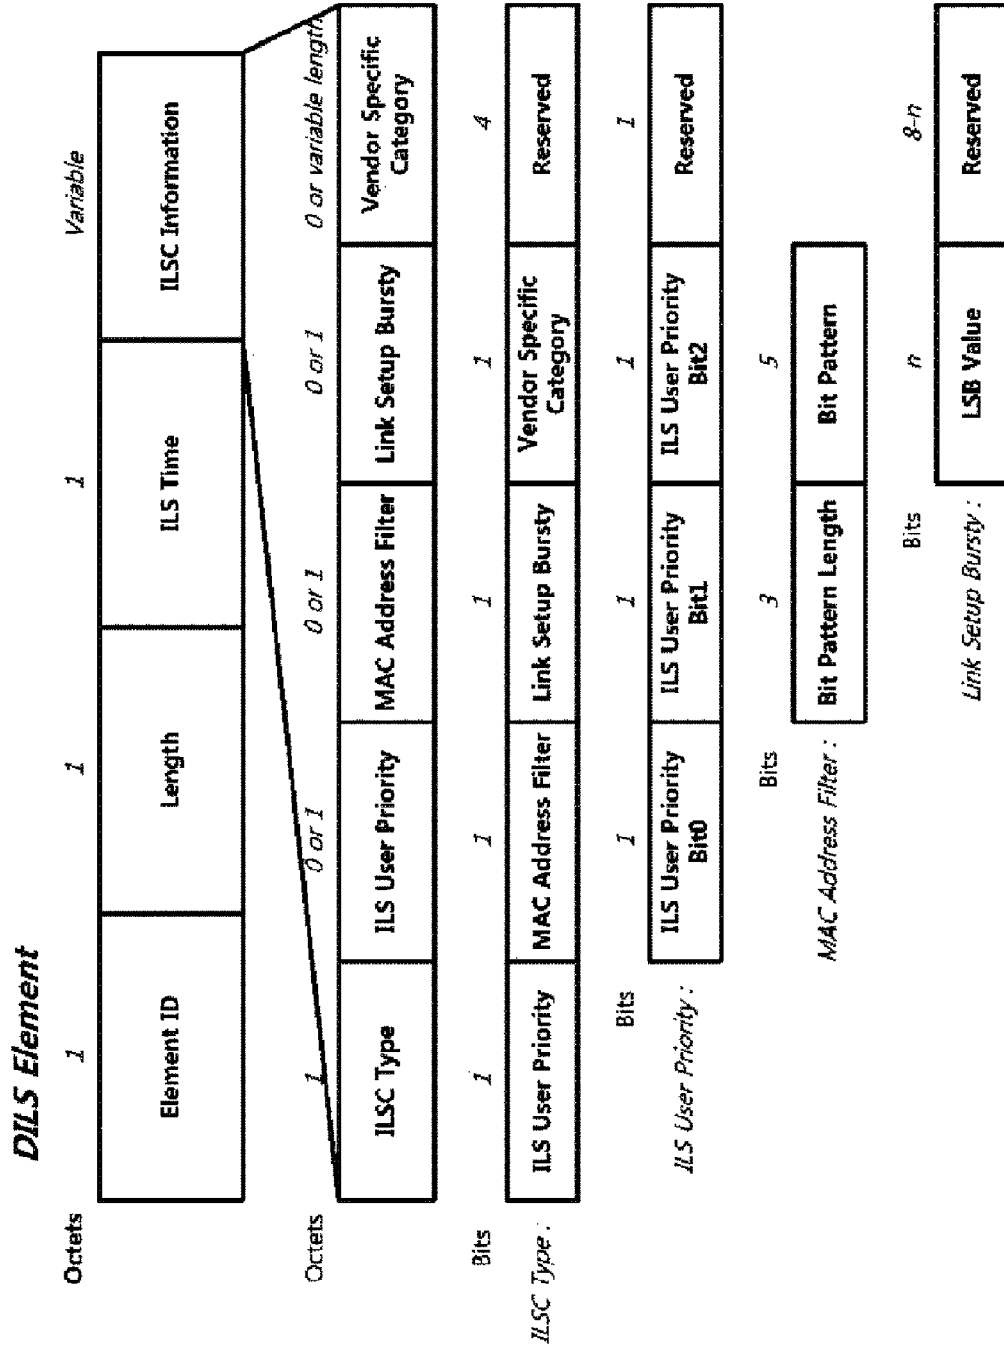 DILS Element
Octets 1 1 1 Variable
Element ID Length ILS Time ILSC Information
Octets 1 0 or 1 0 or 1 0 or 1 0 or variable length
ILSC Type ILS User Priority MAC Address Filter Link Setup Bursty Vendor Specific Category
Bits 1 1 1 1 4
ILSC Type : ILS User Priority MAC Address Filter Link Setup Bursty Vendor Specific Category Reserved
Bits 1 1 1 1
ILS User Priority : ILS User Priority Bit0 ILS User Priority Bit1 ILS User Priority Bit2 Reserved
Bits 3 5
MAC Address Filter : Bit Pattern Length Bit Pattern
Bits n 8-n
Link Setup Bursty : LSB Value Reserved